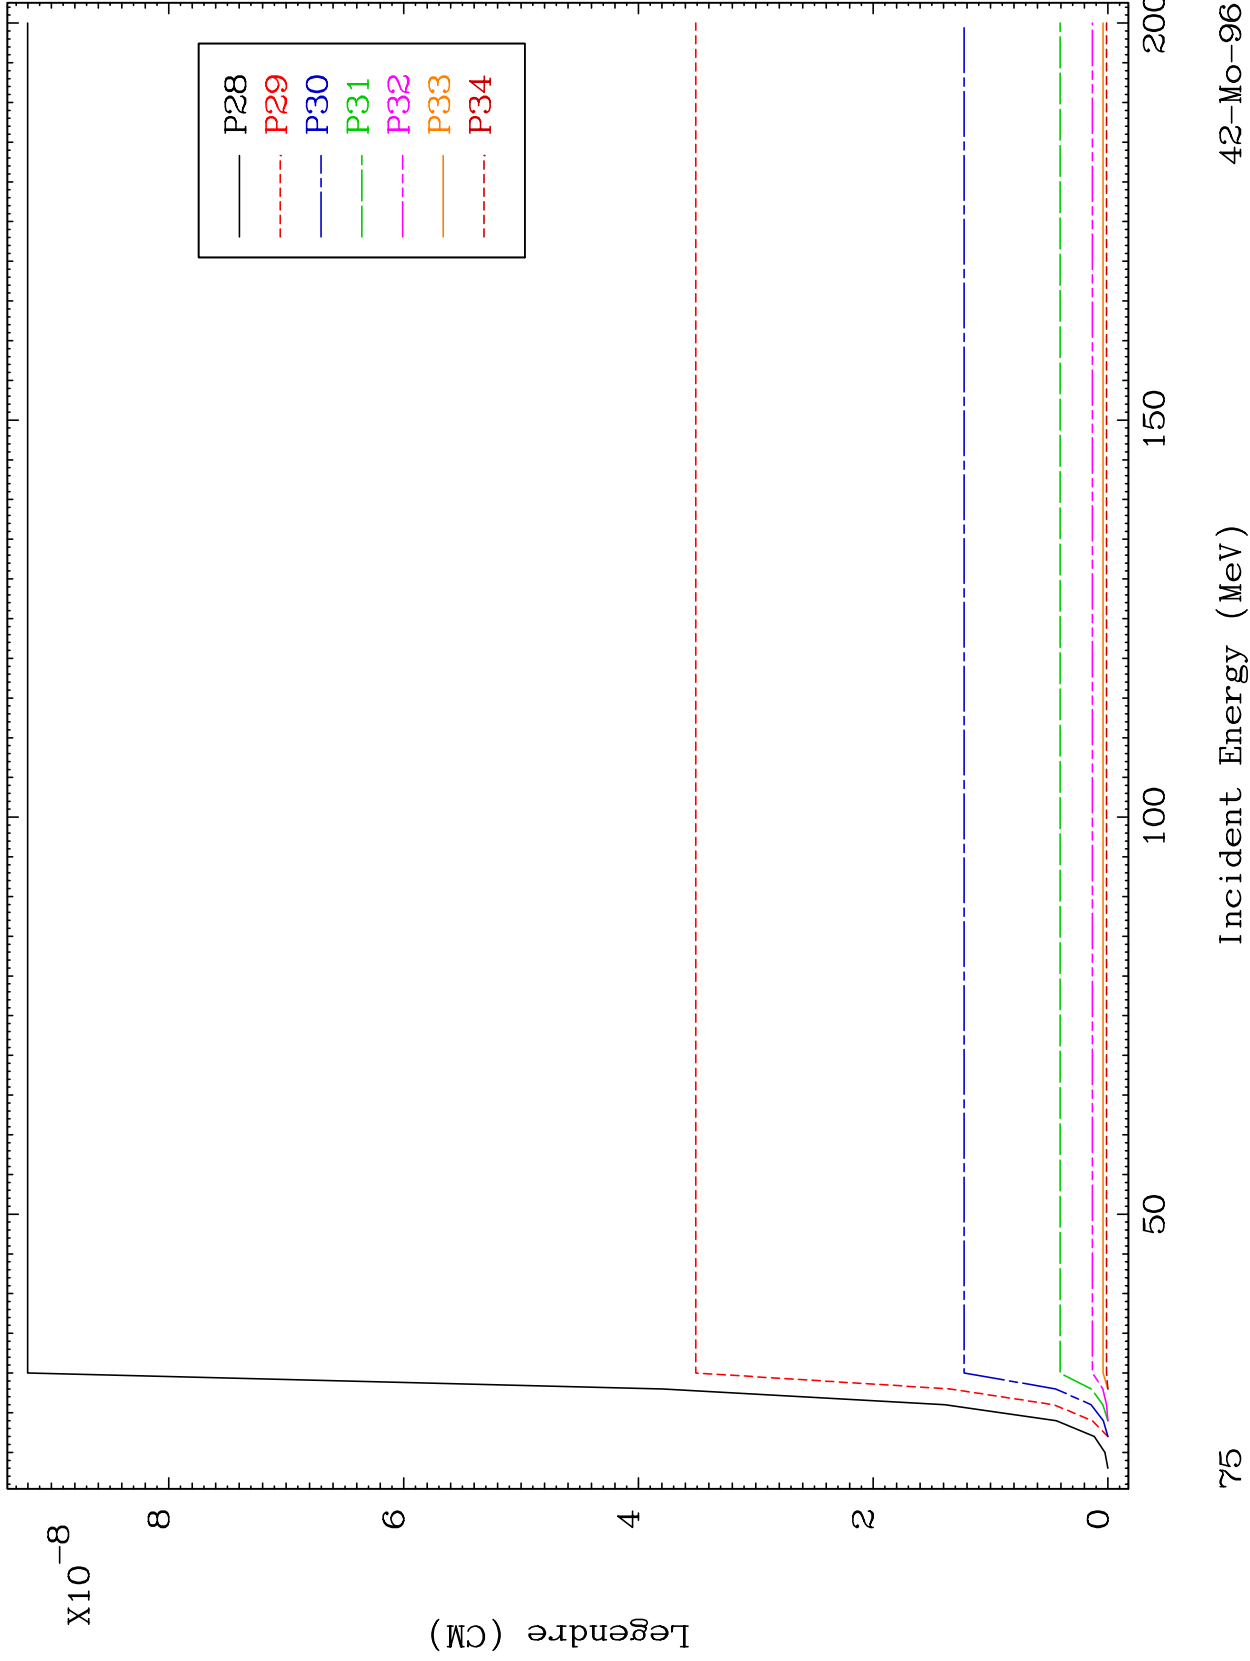 X10
-8
8
6
4
2
0
Legendre (CM)
P28
P29
P30
P31
P32
P33
P34
50
100
150
200
Incident Energy (MeV)
75
42-Mo-96